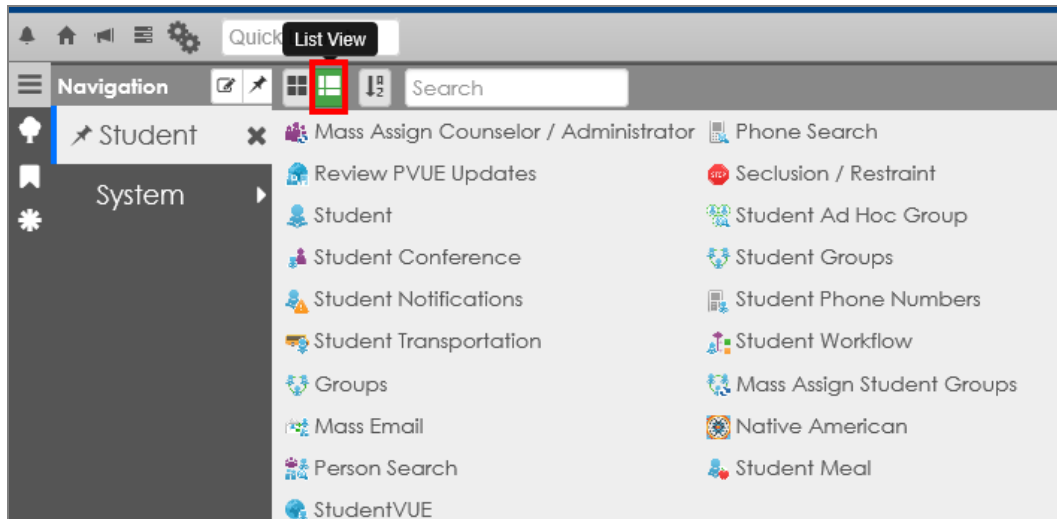 Quick
List View
Navigation
Search
Student
System
Mass Assign Counselor / Administrator
Review PVUE Updates
Student
Student Conference
Student Notifications
Student Transportation
Groups
Mass Email
Person Search
StudentVUE
Phone Search
STOP
Seclusion / Restraint
Student Ad Hoc Group
Student Groups
Student Phone Numbers
Student Workflow
Mass Assign Student Groups
Native American
Student Meal